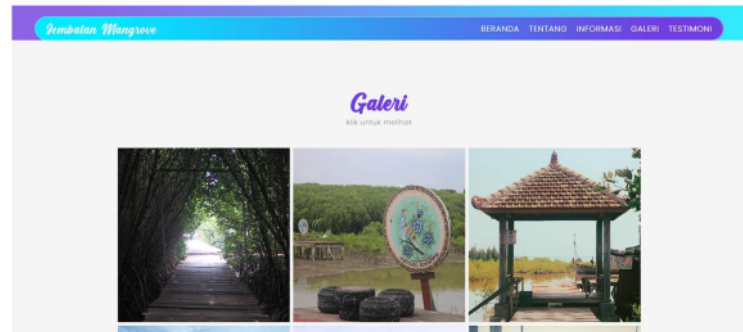 Jembatan Mangrove
BERANDA TENTANG INFORMASI GALERI TESTIMONI
Galeri
klik untuk melihat